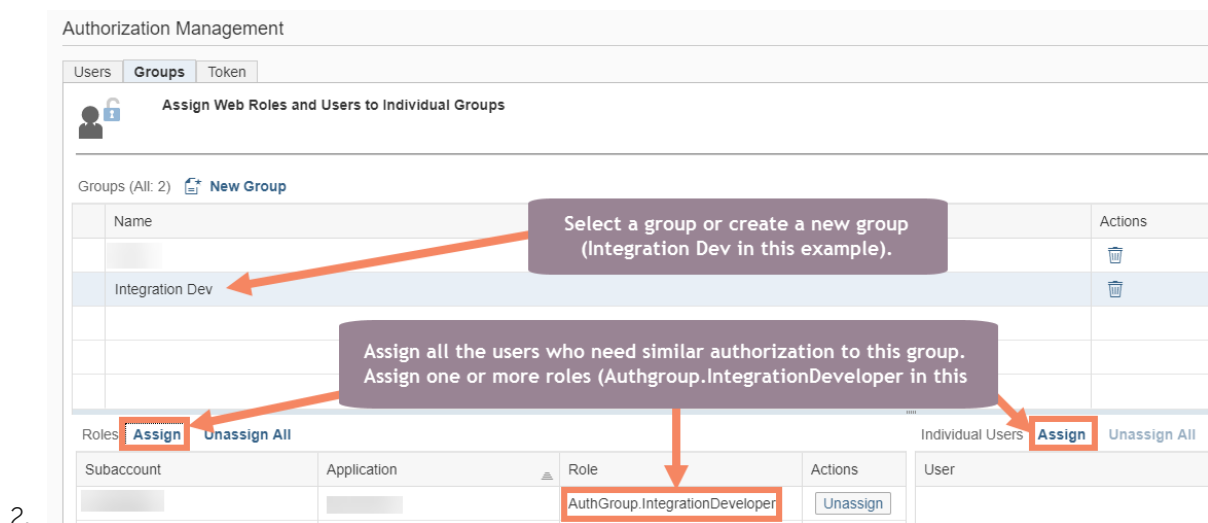 Authorization Management
Users Groups Token
Assign Web Roles and Users to Individual Groups
Groups (All: 2) New Group
Name Actions
Select a group or create a new group
(Integration Dev in this example).
Integration Dev
Assign all the users who need similar authorization to this group.
Assign one or more roles (Authgroup.IntegrationDeveloper in this
Roles Assign Unassign All Individual Users Assign Unassign All
Subaccount Application Role Actions User
AuthGroup.IntegrationDeveloper Unassign
2.